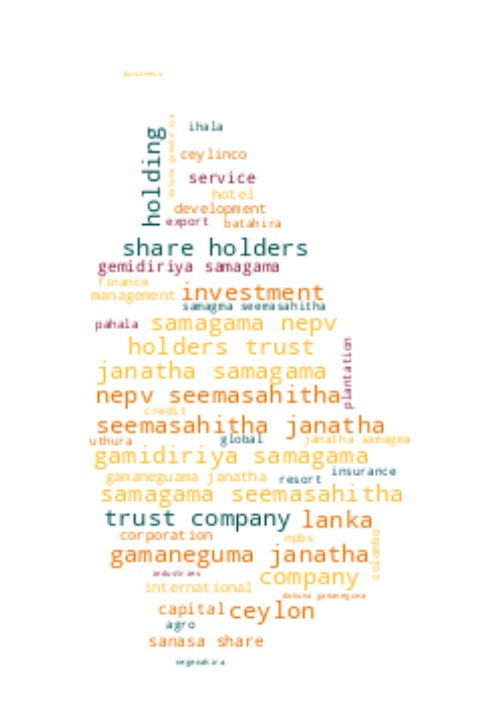 business
ihala
holding
dakuna gamidiriya
ceylinco
service
hotel
development
export batahira
share holders
gemidiriya samagama
finance
management investment
samagma seemasahitha
pahala samagama nepv
holders trust
plantation
janatha samagama
nepv seemasahitha
credit
seemasahitha janatha
uthura global janatha samagma
gamidiriya samagama
gamaneguma janatha resort insurance
samagama seemasahitha
trust company lanka
corporation npbs
colombo
gamaneguma janatha
industries company
international
dakuna gamaneguma
capital ceylon
agro
sanasa share
negenahira